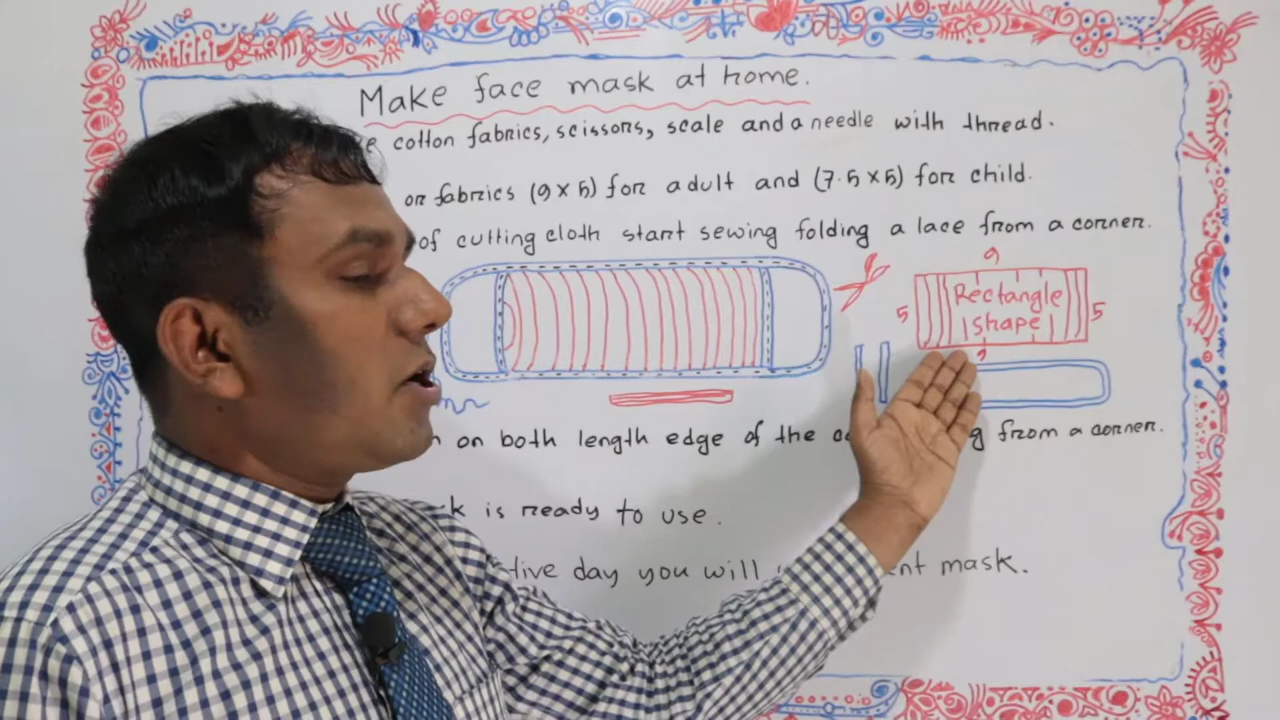 Make face mask at home.
cotton fabrics, scissors, scale and a needle with thread.
or fabrics (9 x 5) for adult and (7.5 x 5) for child.
of cutting cloth start sewing folding a lace from a corner.
9
5 Rectangle 5
shape
9
on both length edge of the from a corner.
is ready to use.
day you will mask.